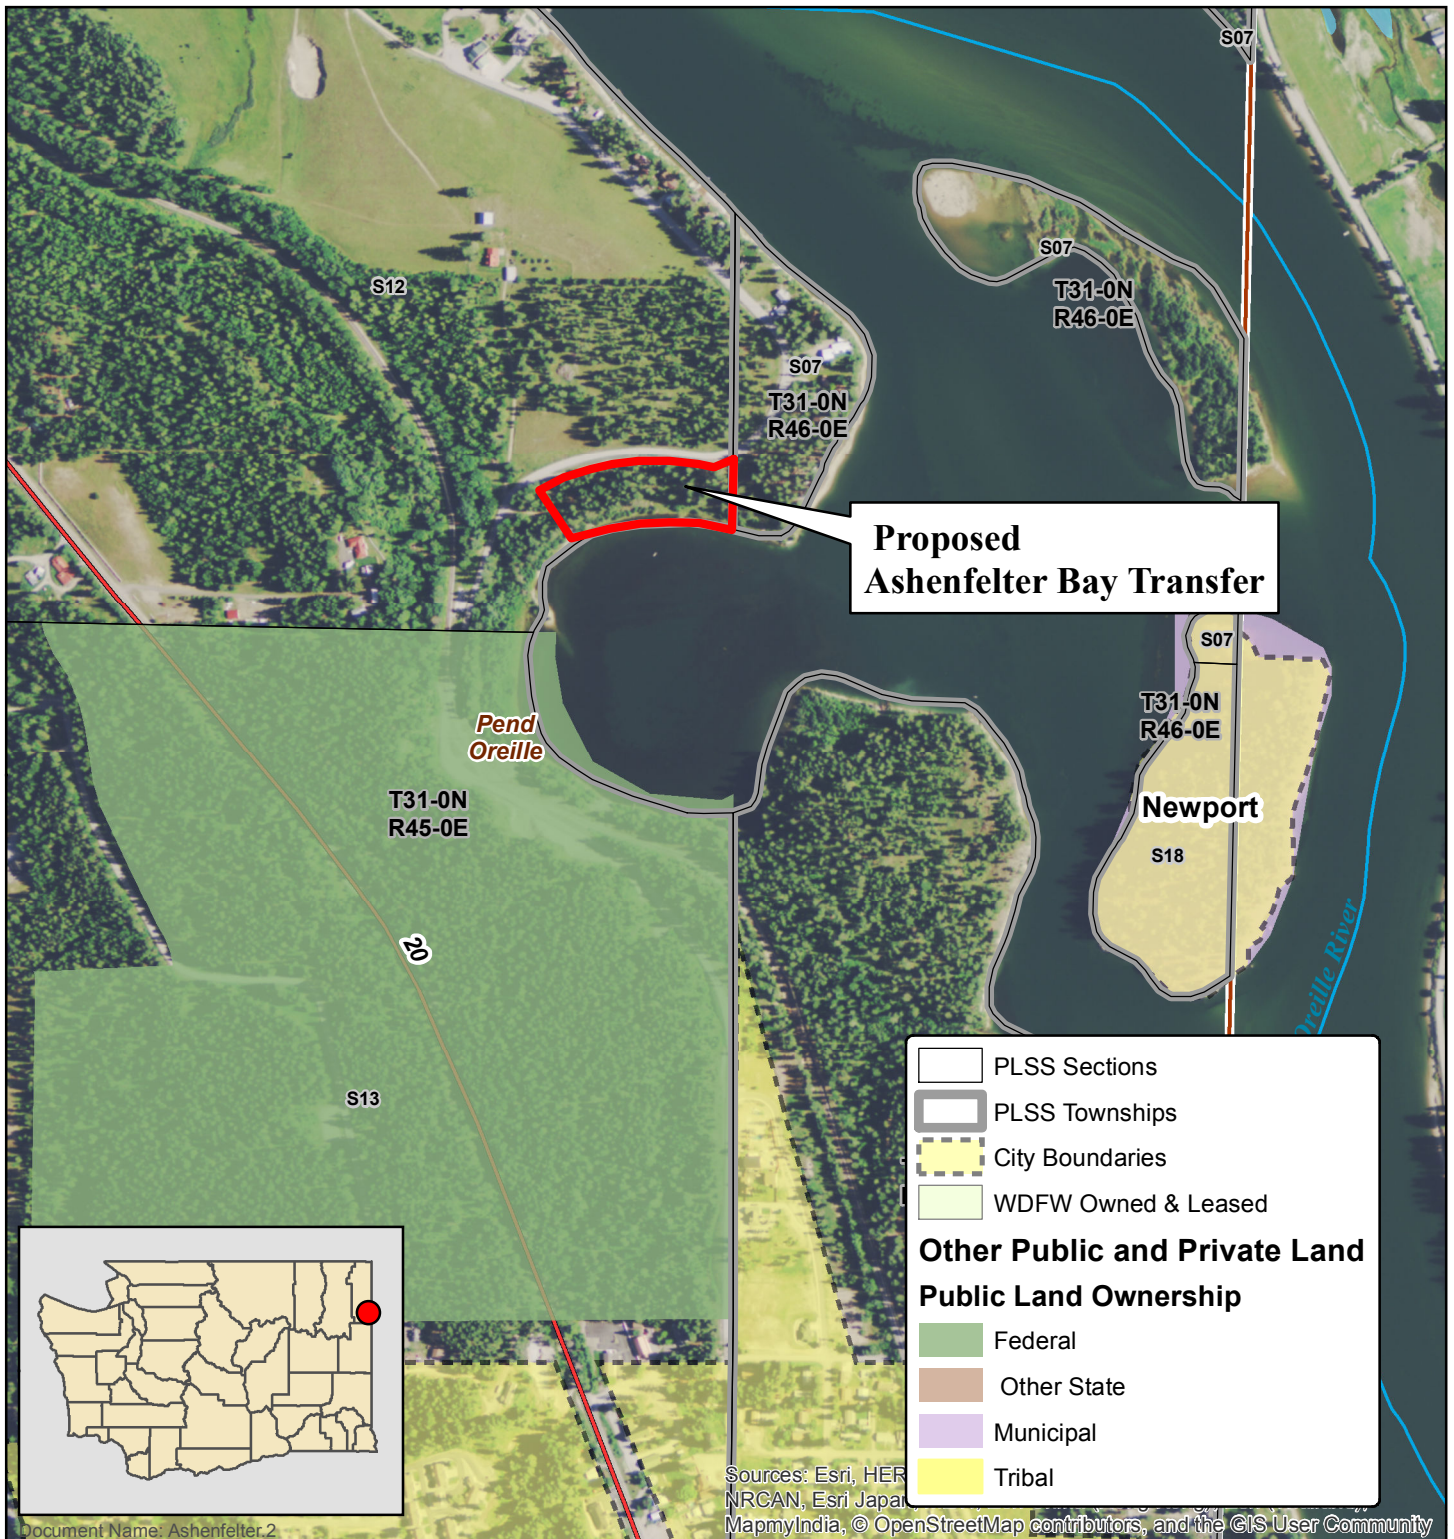 S07
S07
T31-0N
R46-0E
S12
S07
T31-0N
R46-0E
Proposed
Ashenfelter Bay Transfer
S07
T31-0N
R46-0E
Pend
Oreille
T31-0N
R45-0E
Newport
S18
20
Oreille River
S13
PLSS Sections
PLSS Townships
City Boundaries
WDFW Owned & Leased
Other Public and Private Land
Public Land Ownership
Federal
Other State
Municipal
Tribal
Sources: Esri, HER
NRCAN, Esri Japan
MapmyIndia, © OpenStreetMap contributors, and the GIS User Community
Document Name: Ashenfelter.2